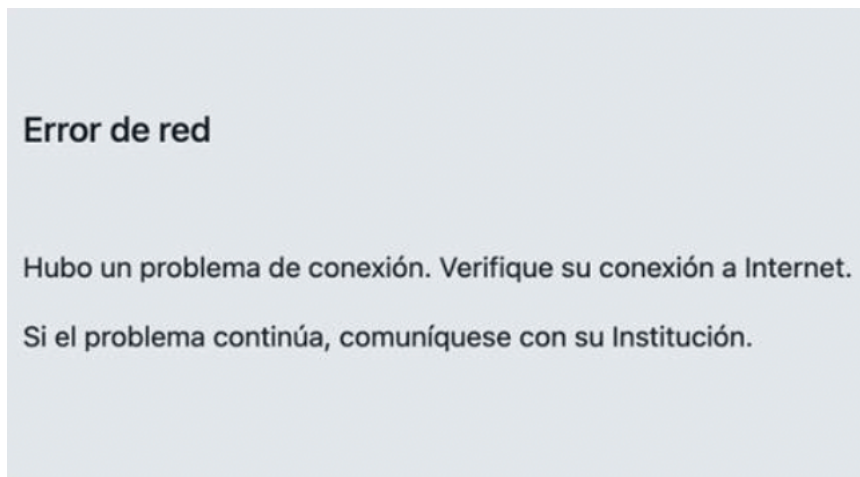 Error de red
Hubo un problema de conexión. Verifique su conexión a Internet.
Si el problema continúa, comuníquese con su Institución.